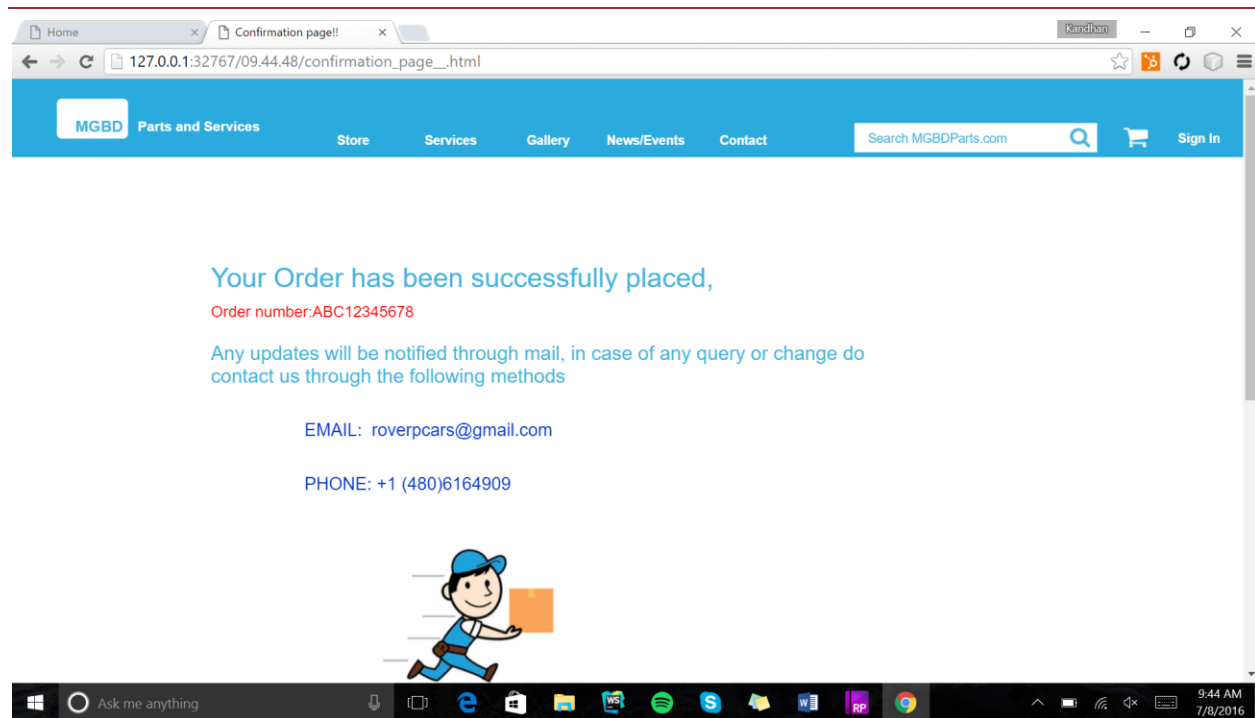 Home
Confirmation page!!
Kandhan
127.0.0.1:32767/09.44.48/confirmation_page__.html
MGBD Parts and Services
Store Services Gallery News/Events Contact
Search MGBDParts.com
Sign In
Your Order has been successfully placed,
Order number:ABC12345678
Any updates will be notified through mail, in case of any query or change do
contact us through the following methods
EMAIL: roverpcars@gmail.com
PHONE: +1 (480)6164909
Ask me anything
WS
S
W
RP
9:44 AM
7/8/2016